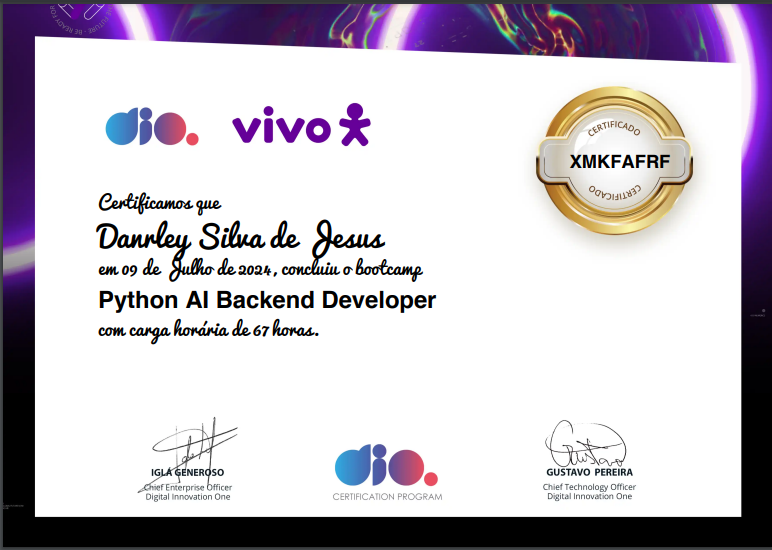 dio.
vivo
CERTIFICADO
XMKFAFRF
CERTIFICADO
Certificamos que
Danrley Silva de Jesus
em 09 de Julho de 2024, concluiu o bootcamp
Python AI Backend Developer
com carga horária de 67 horas.
IGLÁ GENEROSO
Chief Enterprise Officer
Digital Innovation One
dio.
CERTIFICATION PROGRAM
GUSTAVO PEREIRA
Chief Technology Officer
Digital Innovation One